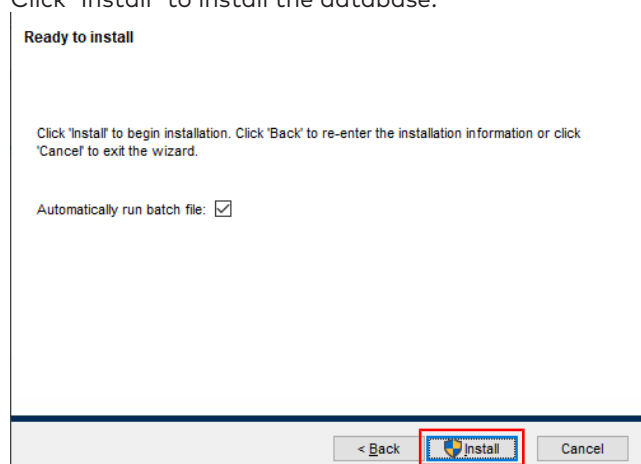 Click "Install" to install the database.
Ready to install
Click 'Install' to begin installation. Click 'Back' to re-enter the installation information or click
'Cancel' to exit the wizard.
Automatically run batch file:
< Back
Install
Cancel